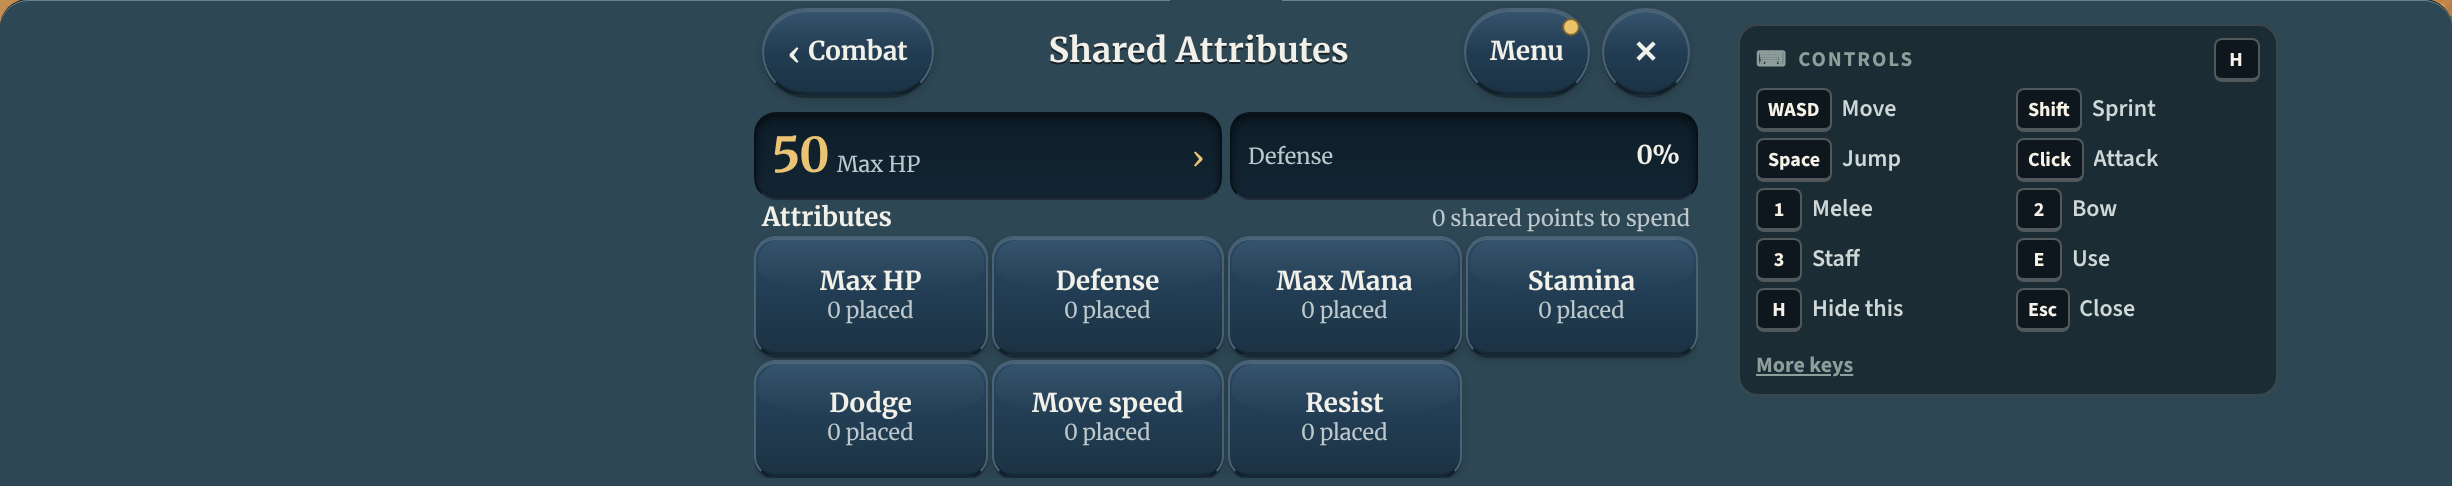 ‹ Combat
Shared Attributes
Menu
×
50 Max HP ›
Defense 0%
Attributes
0 shared points to spend
Max HP
0 placed
Defense
0 placed
Max Mana
0 placed
Stamina
0 placed
Dodge
0 placed
Move speed
0 placed
Resist
0 placed
CONTROLS H
WASD Move
Shift Sprint
Space Jump
Click Attack
1 Melee
2 Bow
3 Staff
E Use
H Hide this
Esc Close
More keys